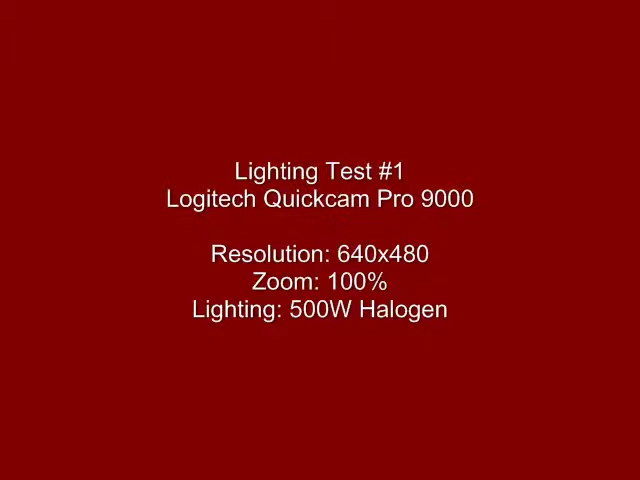 Lighting Test #1
Logitech Quickcam Pro 9000
Resolution: 640x480
Zoom: 100%
Lighting: 500W Halogen